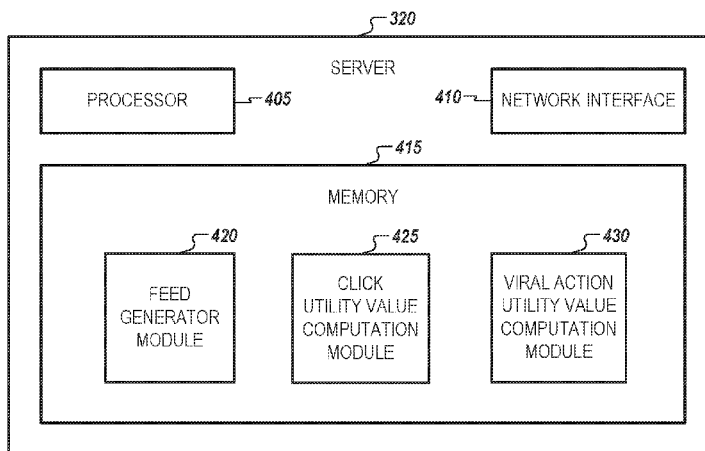 320
SERVER
PROCESSOR
405
410
NETWORK INTERFACE
415
MEMORY
420
425
430
FEED
GENERATOR
MODULE
CLICK
UTILITY VALUE
COMPUTATION
MODULE
VIRAL ACTION
UTILITY VALUE
COMPUTATION
MODULE